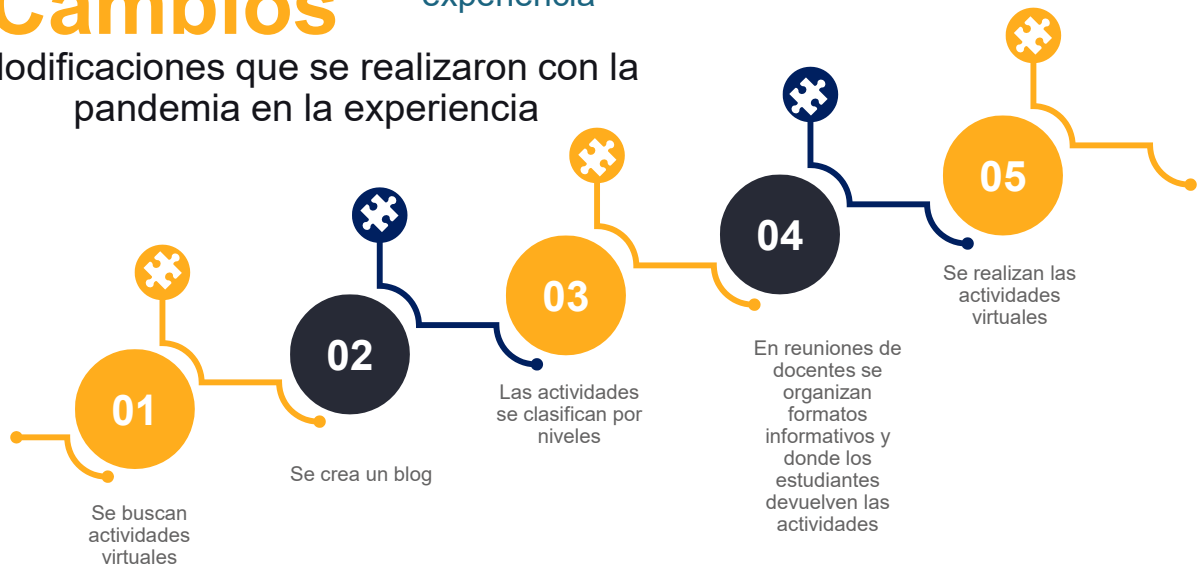 Cambios
experiencia
Modificaciones que se realizaron con la
pandemia en la experiencia
05
04
03
02
01
Se realizan las
actividades
virtuales
En reuniones de
docentes se
organizan
formatos
informativos y
donde los
estudiantes
devuelven las
actividades
Las actividades
se clasifican por
niveles
Se crea un blog
Se buscan
actividades
virtuales